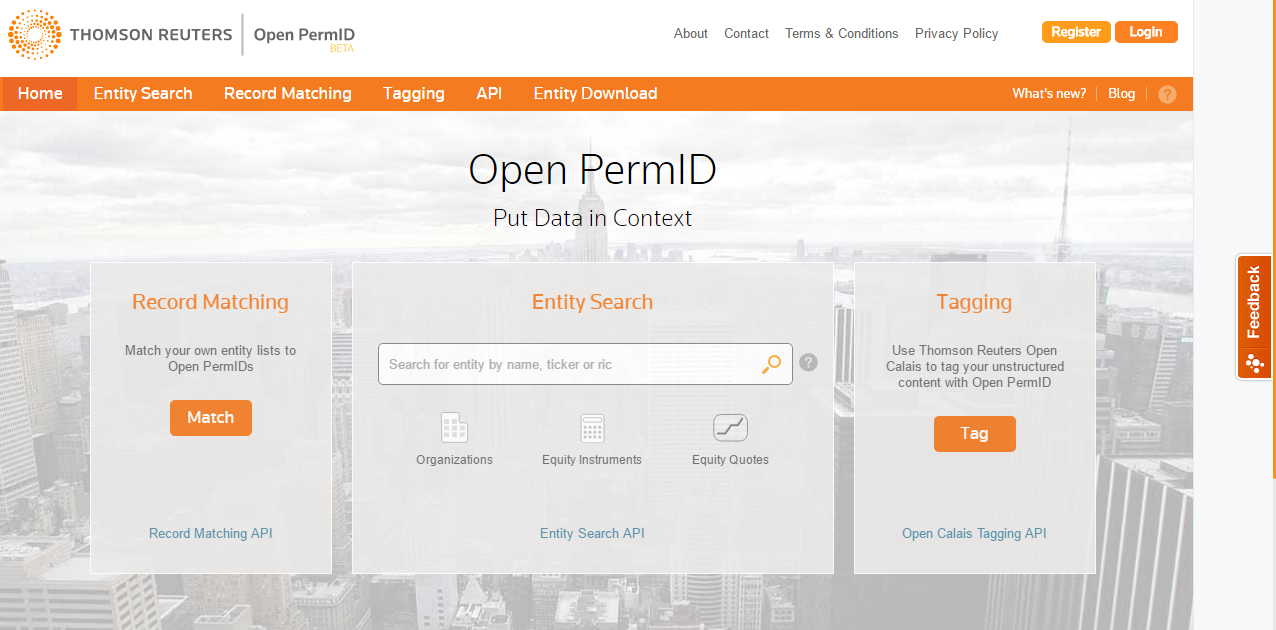 THOMSON REUTERS
Open PermID
BETA
About Contact Terms & Conditions Privacy Policy
Register Login
Home Entity Search Record Matching Tagging API Entity Download
What's new? Blog ?
Open PermID
Put Data in Context
Record Matching
Match your own entity lists to
Open PermIDs
Match
Record Matching API
Entity Search
Search for entity by name, ticker or ric
?
Organizations Equity Instruments Equity Quotes
Entity Search API
Tagging
Use Thomson Reuters Open
Calais to tag your unstructured
content with Open PermID
Tag
Open Calais Tagging API
Feedback